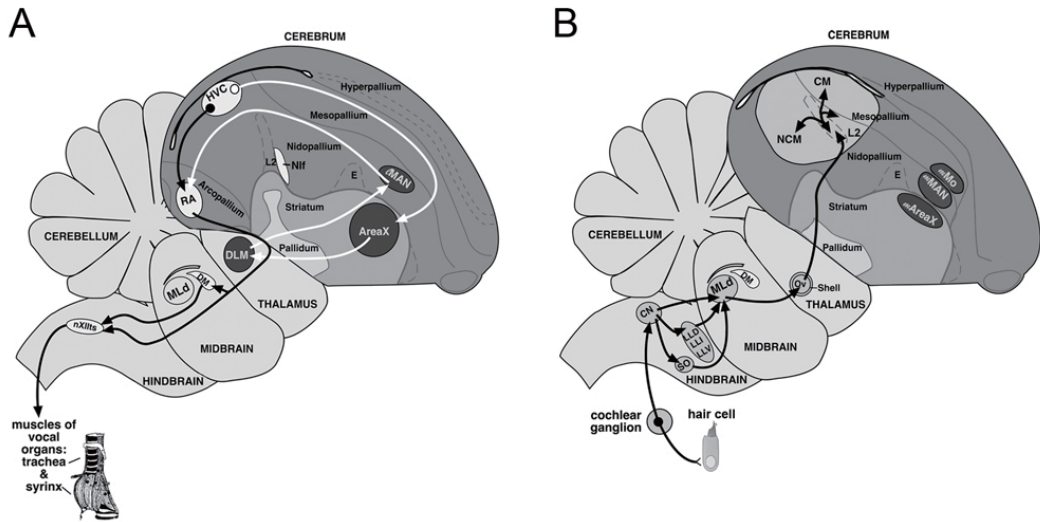 A
CEREBRUM
HVC
Hyperpallium
Mesopallium
Nidopallium
L2
Nlf
E
lMAN
RA
Arcopallium
Striatum
AreaX
CEREBELLUM
DLM
Pallidum
MLd
DM
THALAMUS
nXIIts
MIDBRAIN
HINDBRAIN
muscles of
vocal
organs:
trachea
&
syrinx
B
CEREBRUM
CM
Hyperpallium
Mesopallium
NCM
L2
Nidopallium
E
mMo
mMAN
mAreaX
Striatum
CEREBELLUM
Pallidum
DM
MLd
Ov
Shell
THALAMUS
CN
LLD
LLI
LLV
SO
MIDBRAIN
HINDBRAIN
cochlear
ganglion
hair cell